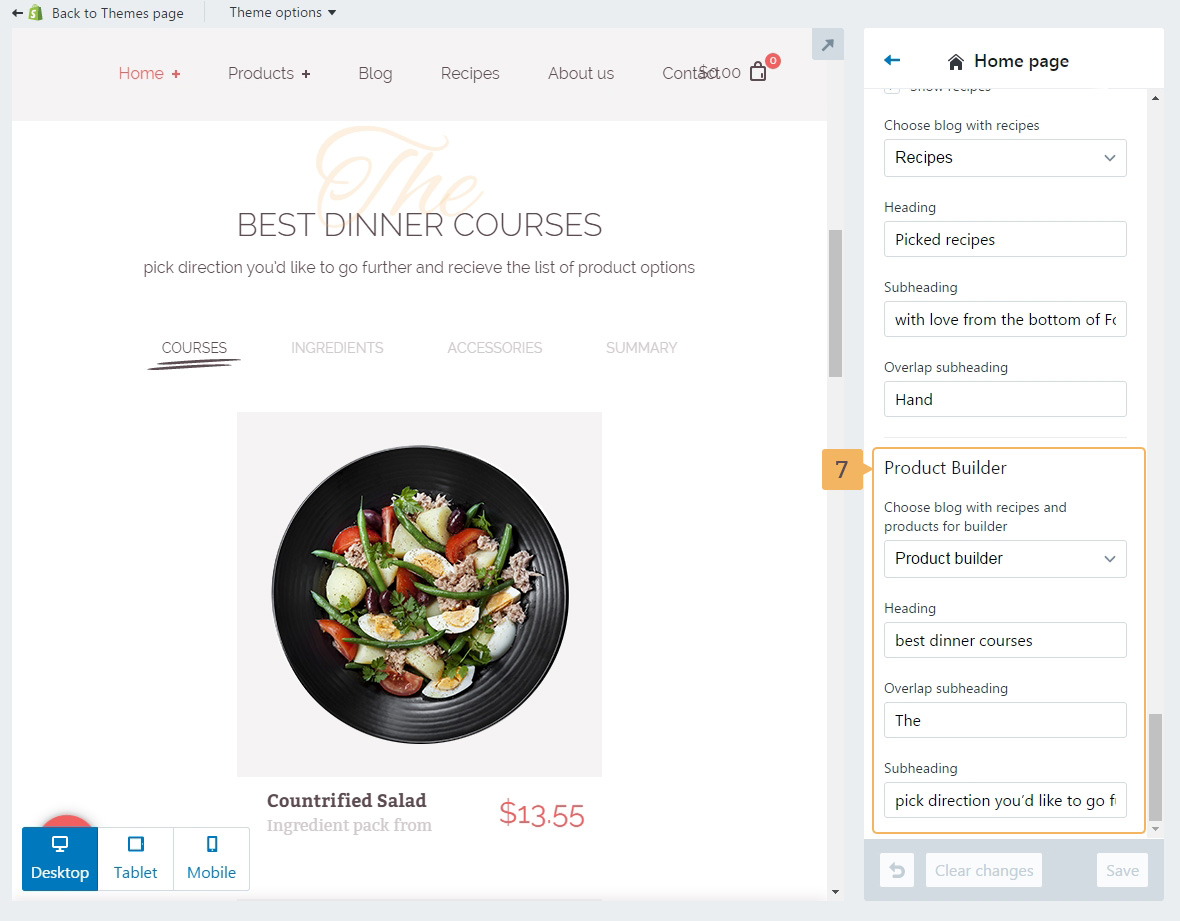 Back to Themes page
Theme options
Home + Products + Blog Recipes About us Contact $0.00 0
The
BEST DINNER COURSES
pick direction you'd like to go further and recieve the list of product options
COURSES INGREDIENTS ACCESSORIES SUMMARY
Countrified Salad
Ingredient pack from
$13.55
Desktop Tablet Mobile
Home page
Show recipes
Choose blog with recipes
Recipes
Heading
Picked recipes
Subheading
with love from the bottom of Fo
Overlap subheading
Hand
7
Product Builder
Choose blog with recipes and
products for builder
Product builder
Heading
best dinner courses
Overlap subheading
The
Subheading
pick direction you'd like to go fu
Clear changes Save